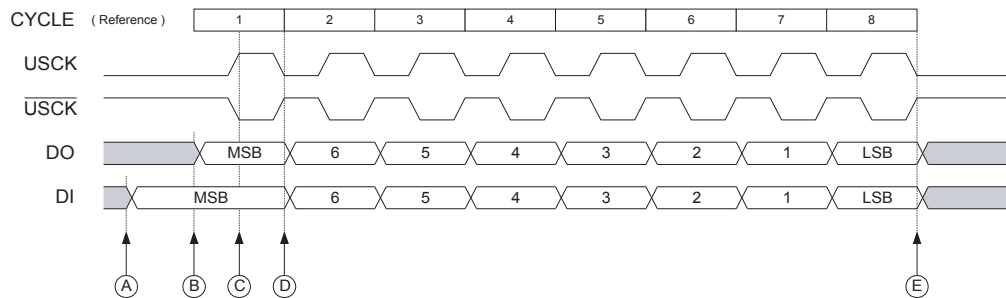 CYCLE ( Reference ) 1 2 3 4 5 6 7 8
USCK
USCK
DO MSB 6 5 4 3 2 1 LSB
DI MSB 6 5 4 3 2 1 LSB
A B C D E